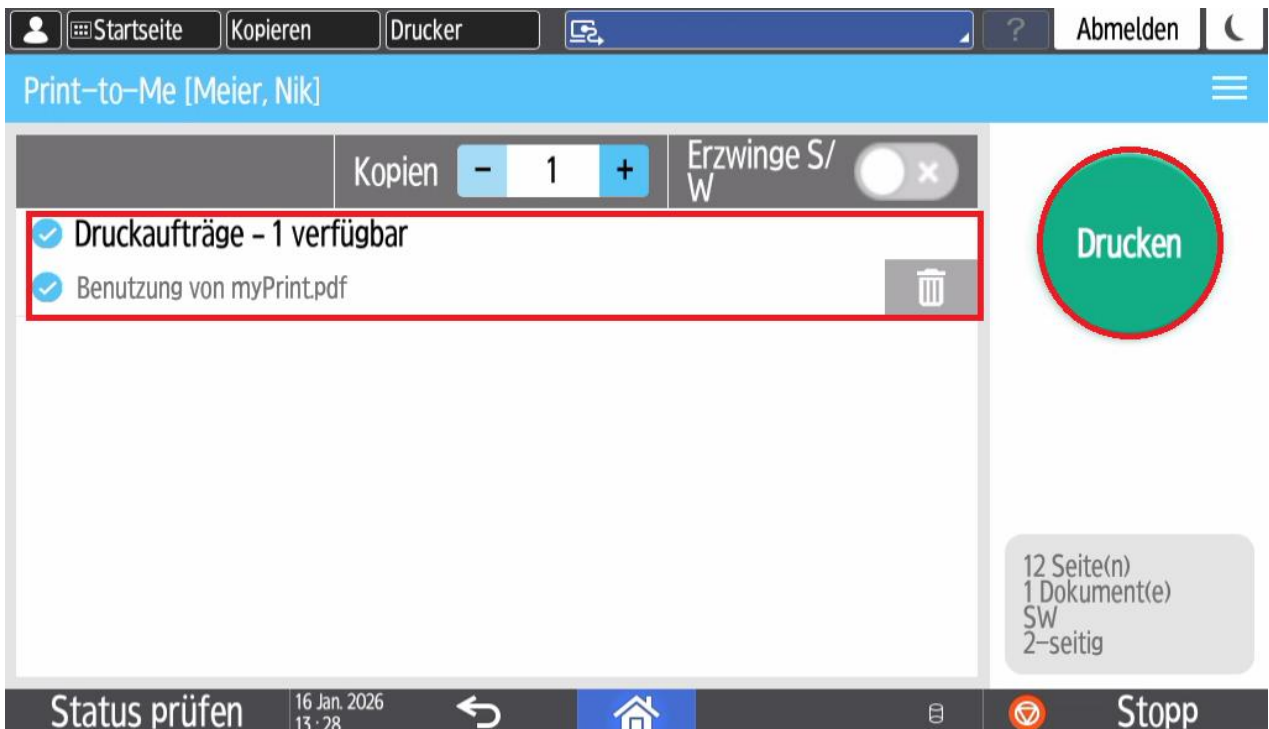 Startseite
Kopieren
Drucker
?
Abmelden
Print-to-Me [Meier, Nik]
Kopien - 1 +
Erzwinge S/
W
Druckaufträge - 1 verfügbar
Benutzung von myPrint.pdf
Drucken
12 Seite(n)
1 Dokument(e)
SW
2-seitig
Status prüfen
16 Jan. 2026
13:28
Stopp